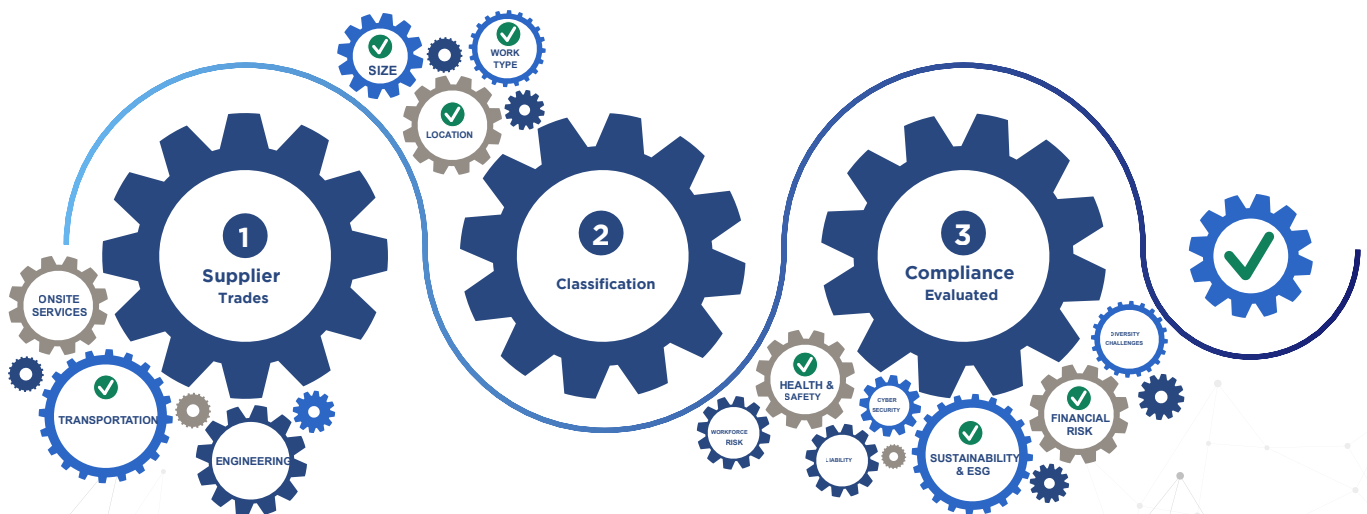 SIZE
WORK
TYPE
LOCATION
1
Supplier
Trades
ONSITE
SERVICES
TRANSPORTATION
ENGINEERING
2
Classification
3
Compliance
Evaluated
DIVERSITY
CHALLENGES
HEALTH &
SAFETY
CYBER
SECURITY
WORKFORCE
RISK
LIABILITY
SUSTAINABILITY
& ESG
FINANCIAL
RISK